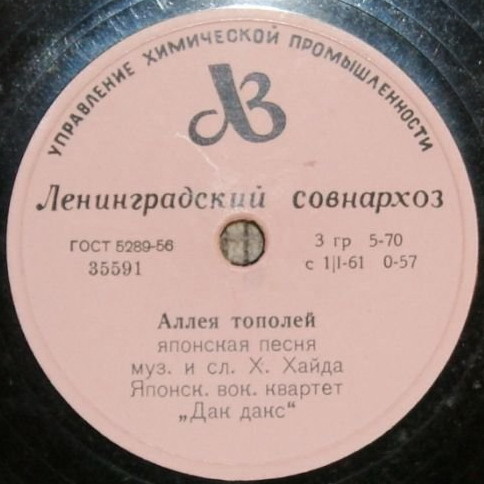 УПРАВЛЕНИЕ ХИМИЧЕСКОЙ ПРОМЫШЛЕННОСТИ
ЛЗ
Ленинградский совнархоз
ГОСТ 5289-56
35591
3 гр 5-70
с 1|I-61 0-57
Аллея тополей
японская песня
муз. и сл. Х. Хайда
Японск. вок. квартет
„Дак дакс“